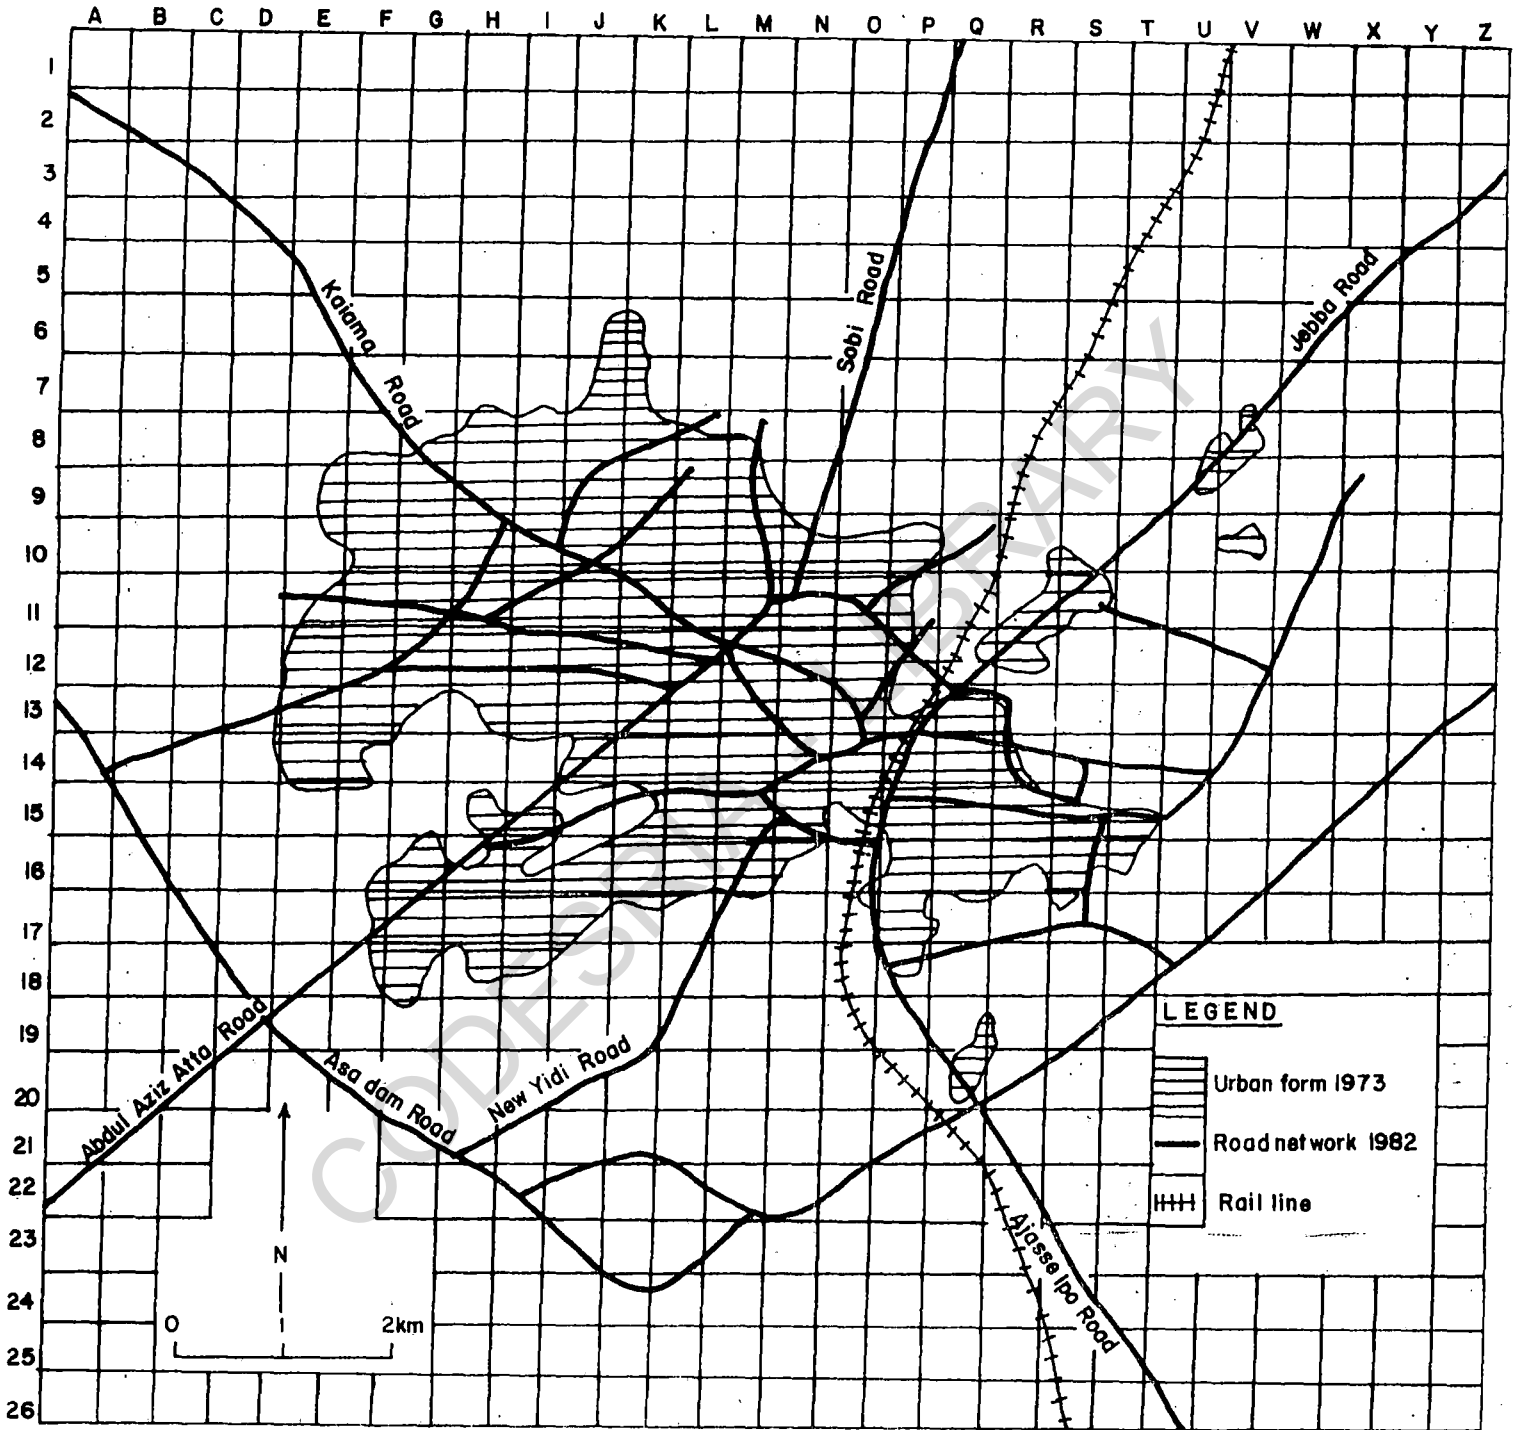 A B C D E F G H I J K L M N O P Q R S T U V W X Y Z
1
2
3
4
5
6
7
8
9
10
11
12
13
14
15
16
17
18
19
20
21
22
23
24
25
26
Kaiama Road
Sobi Road
Jebba Road
Abdul Aziz Atta Road
Asa dam Road
New Yidi Road
Ajasse Ipo Road
CODESRIA LIBRARY
N
0 2km
LEGEND
Urban form 1973
Road network 1982
Rail line